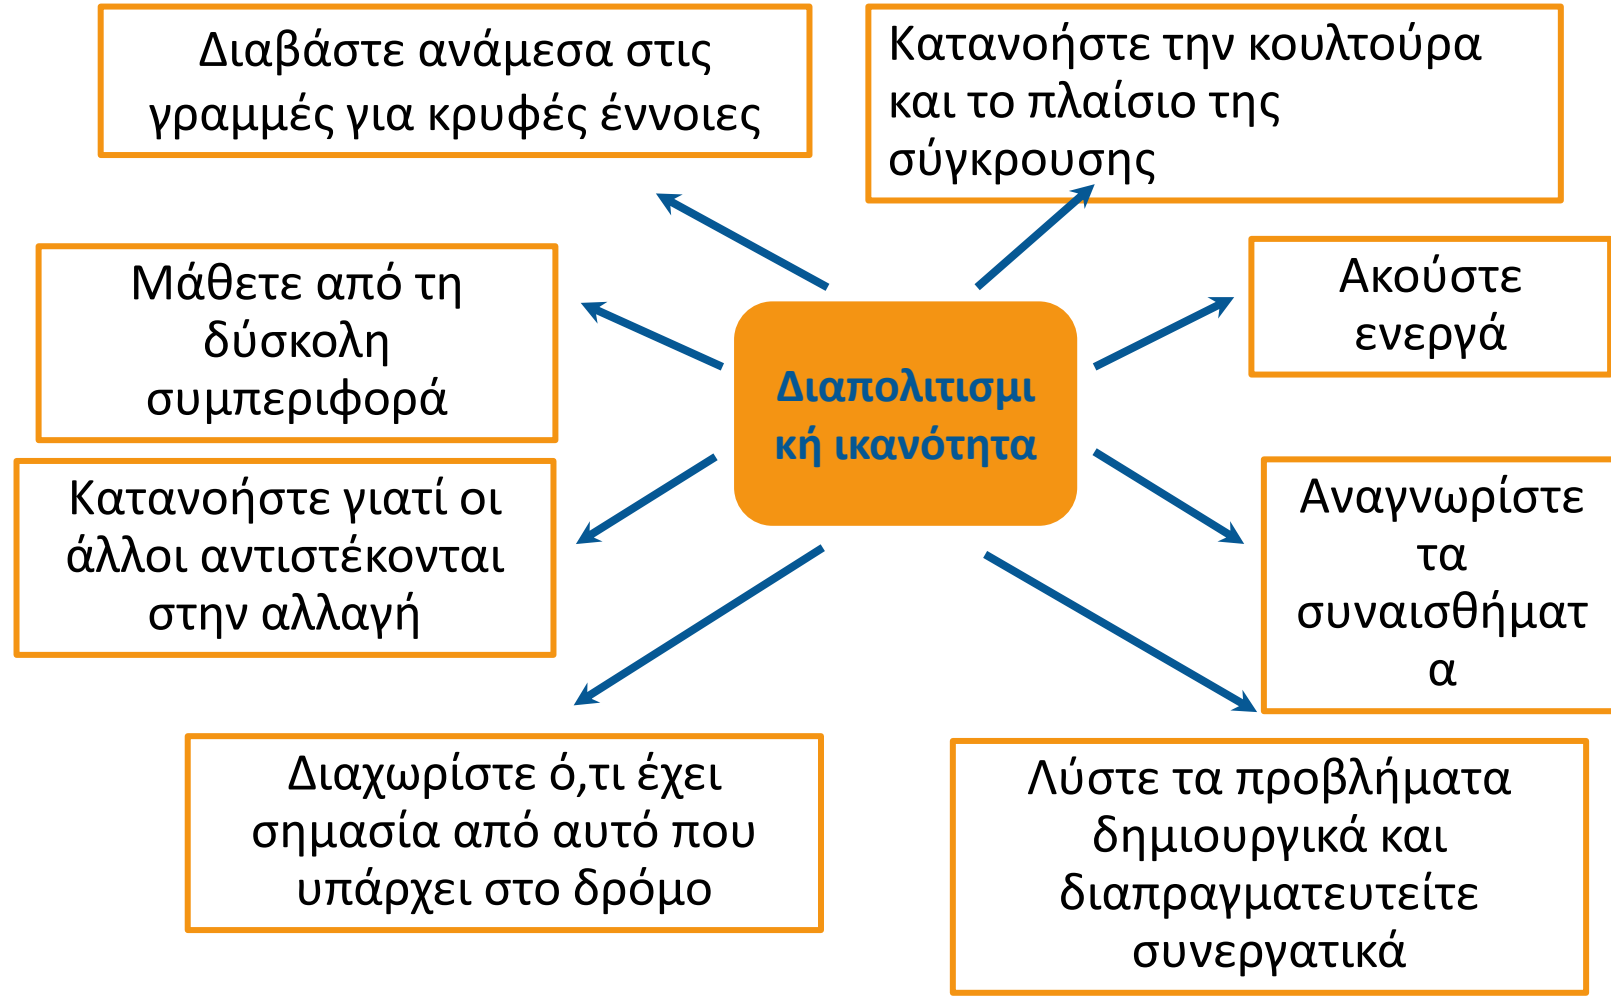 Διαβάστε ανάμεσα στις
γραμμές για κρυφές έννοιες
Κατανοήστε την κουλτούρα
και το πλαίσιο της
σύγκρουσης
Μάθετε από τη
δύσκολη
συμπεριφορά
Ακούστε
ενεργά
Διαπολιτισμι
κή ικανότητα
Κατανοήστε γιατί οι
άλλοι αντιστέκονται
στην αλλαγή
Αναγνωρίστε
τα
συναισθήματ
α
Διαχωρίστε ό,τι έχει
σημασία από αυτό που
υπάρχει στο δρόμο
Λύστε τα προβλήματα
δημιουργικά και
διαπραγματευτείτε
συνεργατικά